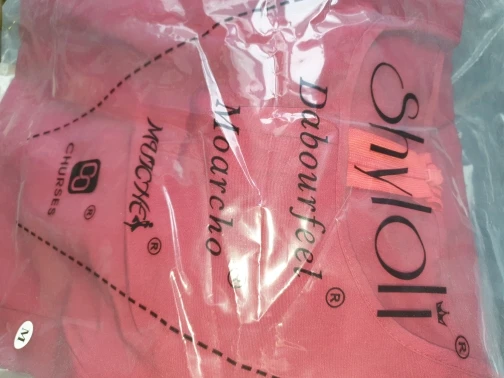 Shyloli ®
Dabourfeel ®
Moarcho ®
®
CHURSES ®
M